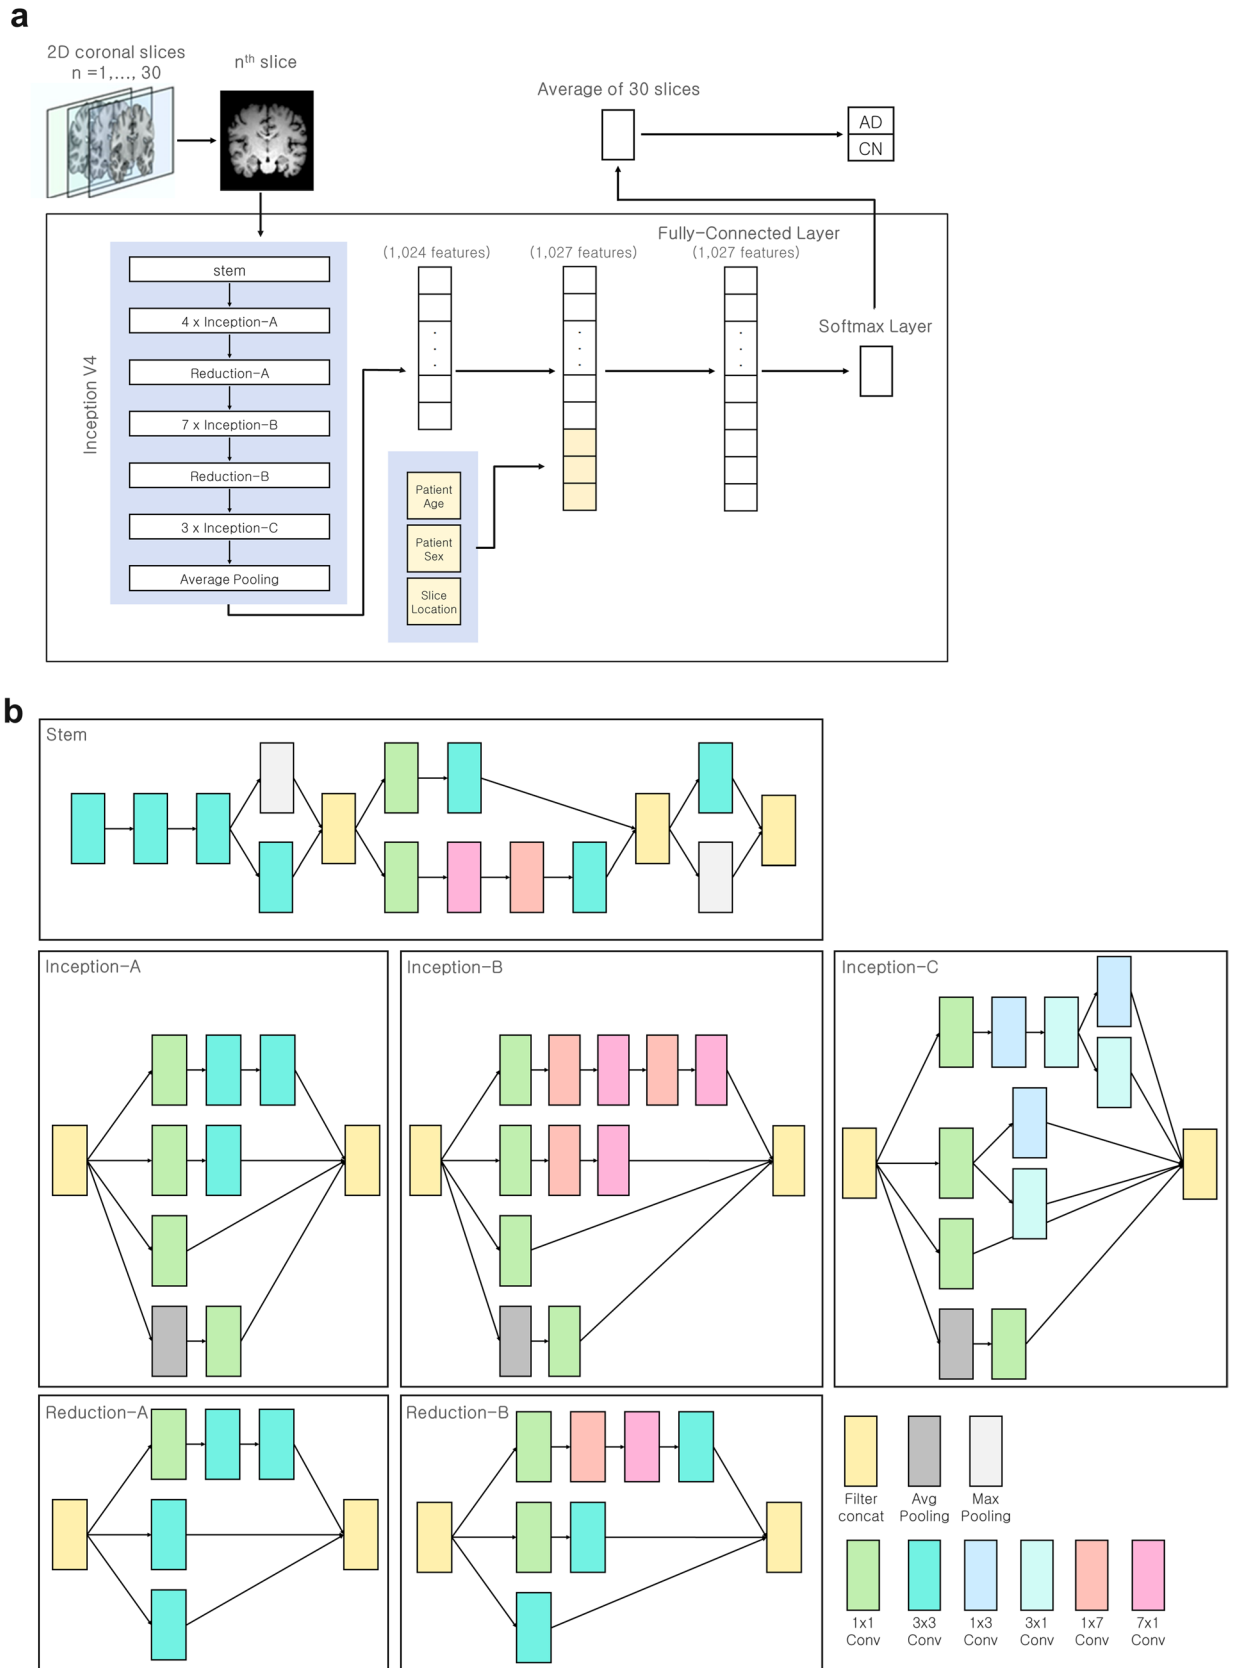 a
2D coronal slices
n =1,..., 30
nth slice
Average of 30 slices
AD
CN
Fully-Connected Layer
(1,024 features)
(1,027 features)
(1,027 features)
Softmax Layer
Inception V4
stem
4 x Inception-A
Reduction-A
7 x Inception-B
Reduction-B
3 x Inception-C
Average Pooling
Patient
Age
Patient
Sex
Slice
Location
b
Stem
Inception-A
Inception-B
Inception-C
Reduction-A
Reduction-B
Filter
concat
Avg
Pooling
Max
Pooling
1x1
Conv
3x3
Conv
1x3
Conv
3x1
Conv
1x7
Conv
7x1
Conv